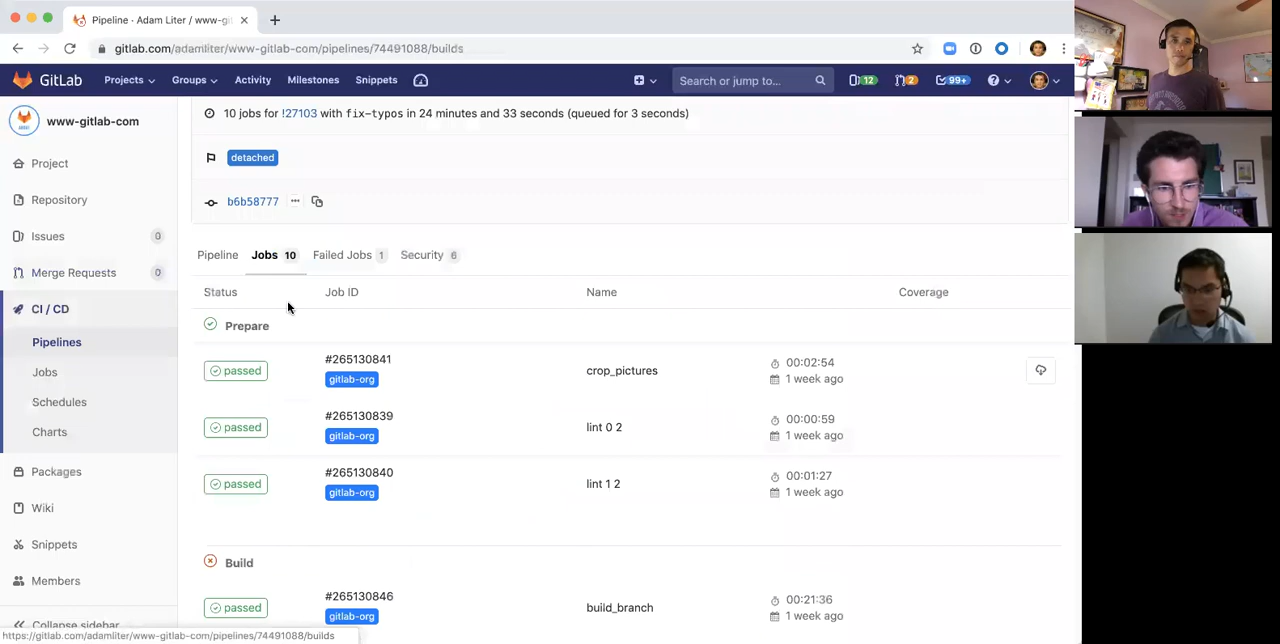 Pipeline · Adam Liter / www-gi
gitlab.com/adamliter/www-gitlab-com/pipelines/74491088/builds
GitLab Projects Groups Activity Milestones Snippets Search or jump to... 12 2 99+
www-gitlab-com
Project
Repository
Issues 0
Merge Requests 0
CI / CD
Pipelines
Jobs
Schedules
Charts
Packages
Wiki
Snippets
Members
Collapse sidebar
10 jobs for !27103 with fix-typos in 24 minutes and 33 seconds (queued for 3 seconds)
detached
b6b58777
Pipeline Jobs 10 Failed Jobs 1 Security 6
Status Job ID Name Coverage
Prepare
passed #265130841 gitlab-org crop_pictures 00:02:54 1 week ago
passed #265130839 gitlab-org lint 0 2 00:00:59 1 week ago
passed #265130840 gitlab-org lint 1 2 00:01:27 1 week ago
Build
passed #265130846 gitlab-org build_branch 00:21:36 1 week ago
https://gitlab.com/adamliter/www-gitlab-com/pipelines/74491088/builds